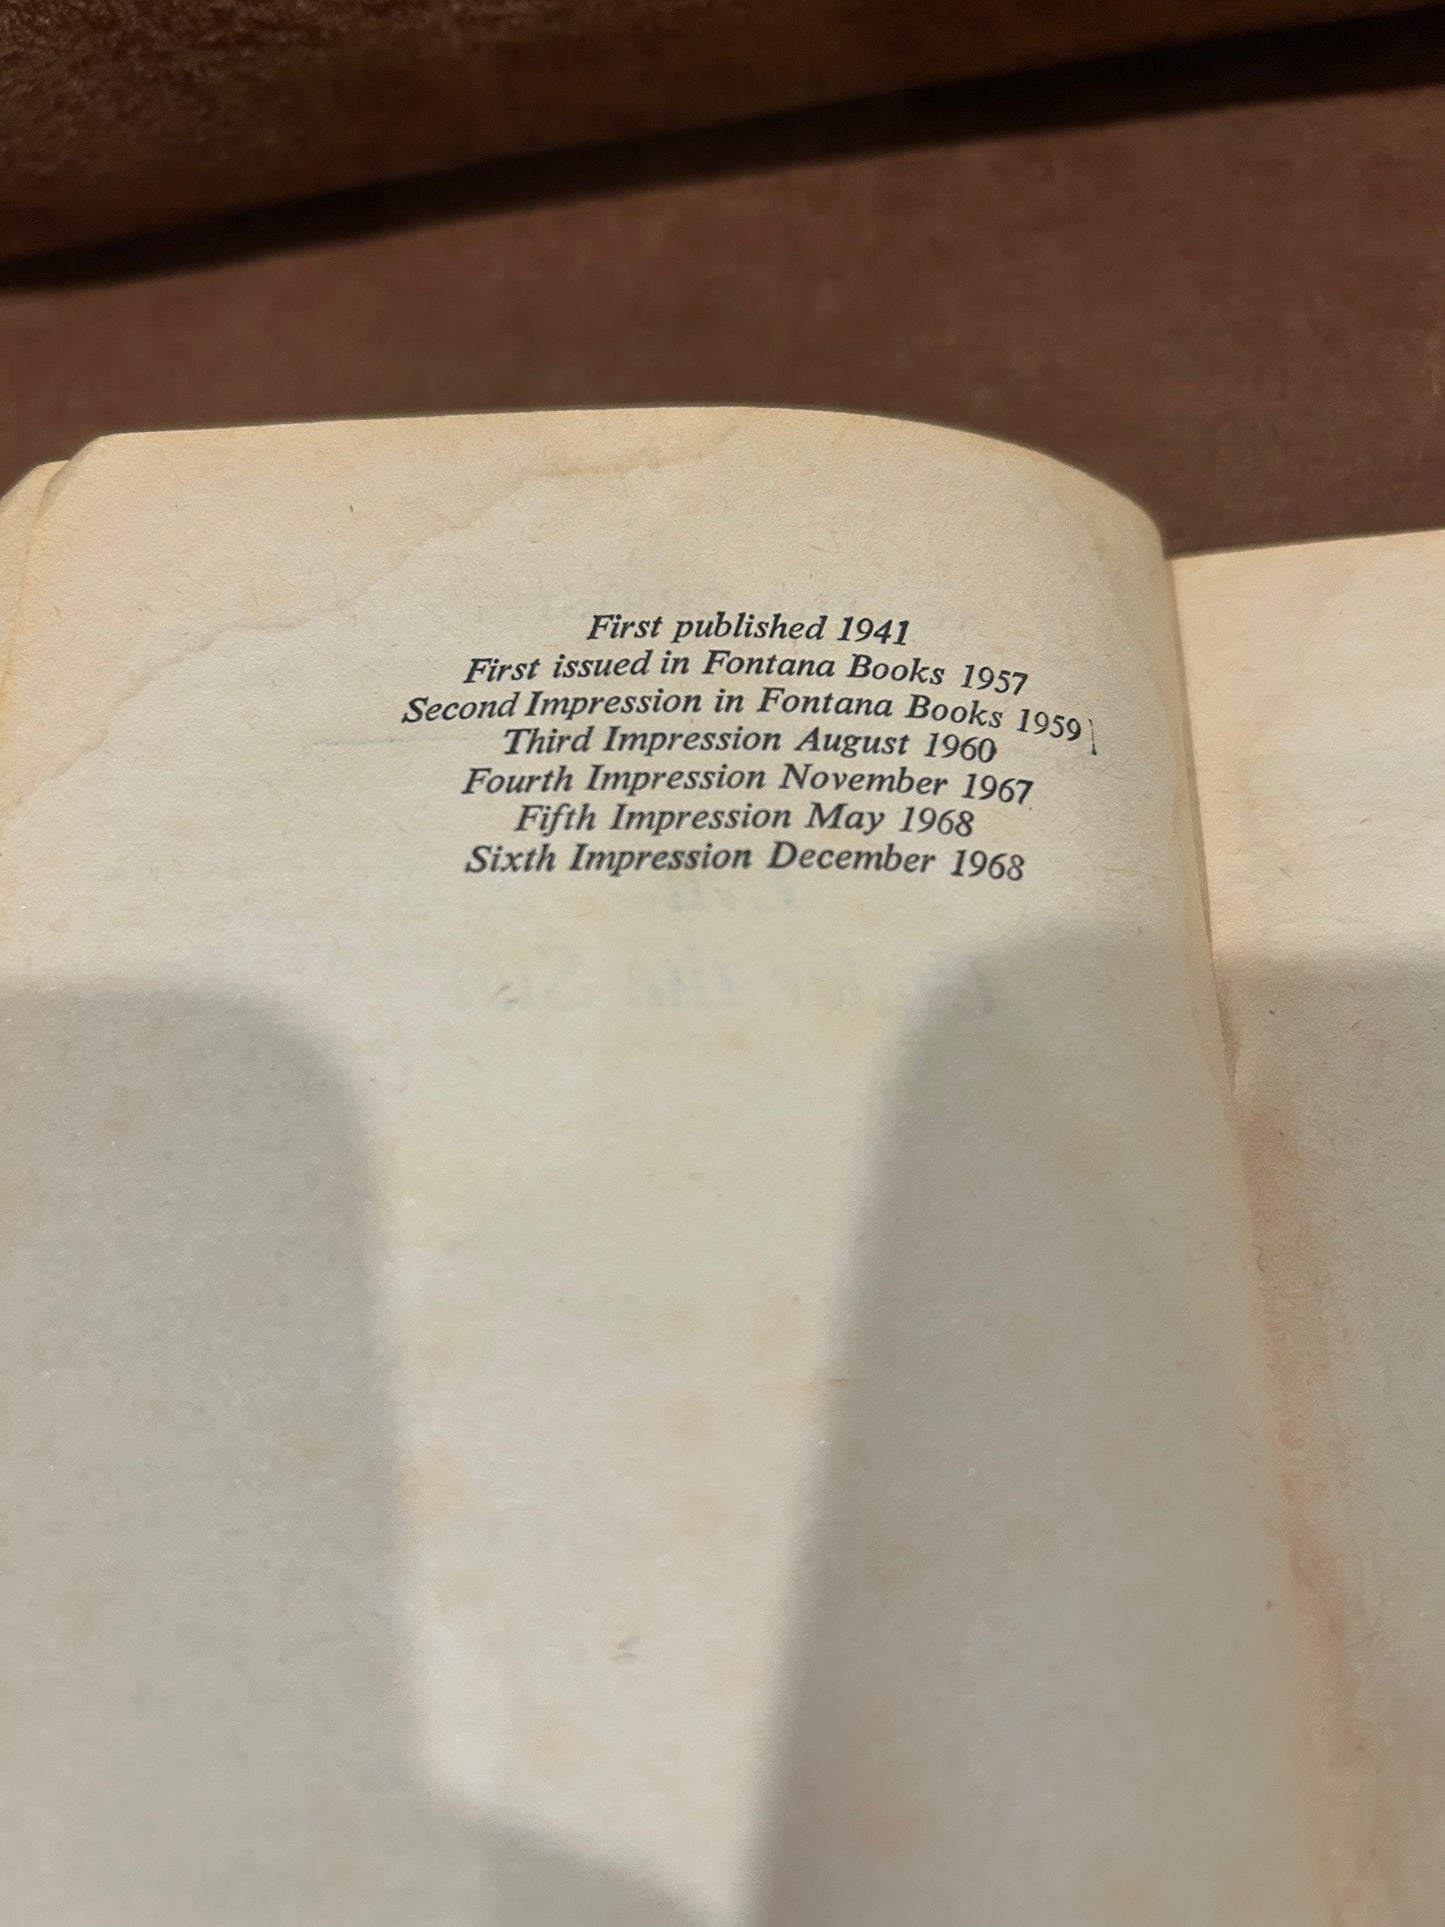 First published 1941
First issued in Fontana Books 1957
Second Impression in Fontana Books 1959
Third Impression August 1960
Fourth Impression November 1967
Fifth Impression May 1968
Sixth Impression December 1968